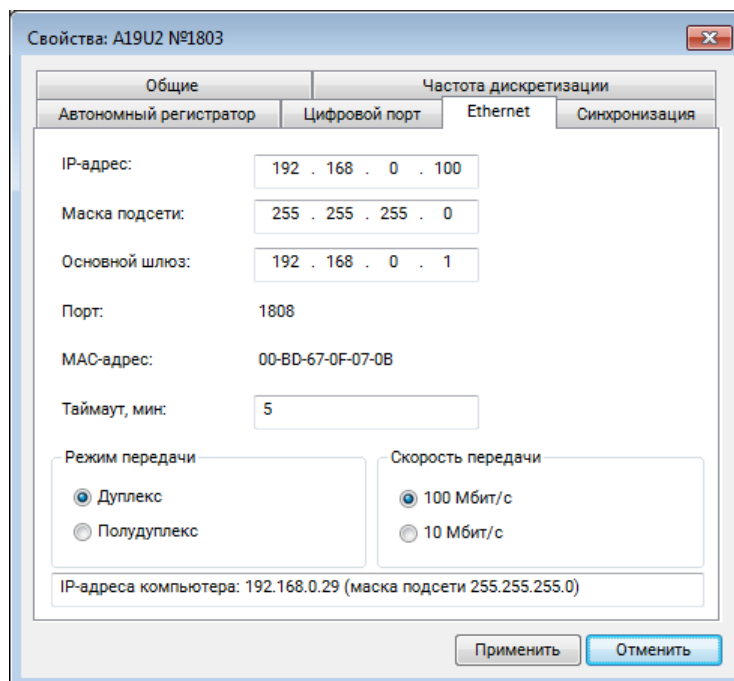 Свойства: A19U2 №1803
Общие Частота дискретизации
Автономный регистратор Цифровой порт Ethernet Синхронизация
IP-адрес: 192 . 168 . 0 . 100
Маска подсети: 255 . 255 . 255 . 0
Основной шлюз: 192 . 168 . 0 . 1
Порт: 1808
MAC-адрес: 00-BD-67-0F-07-0B
Таймаут, мин: 5
Режим передачи Скорость передачи
Дуплекс 100 Мбит/с
Полудуплекс 10 Мбит/с
IP-адреса компьютера: 192.168.0.29 (маска подсети 255.255.255.0)
Применить Отменить